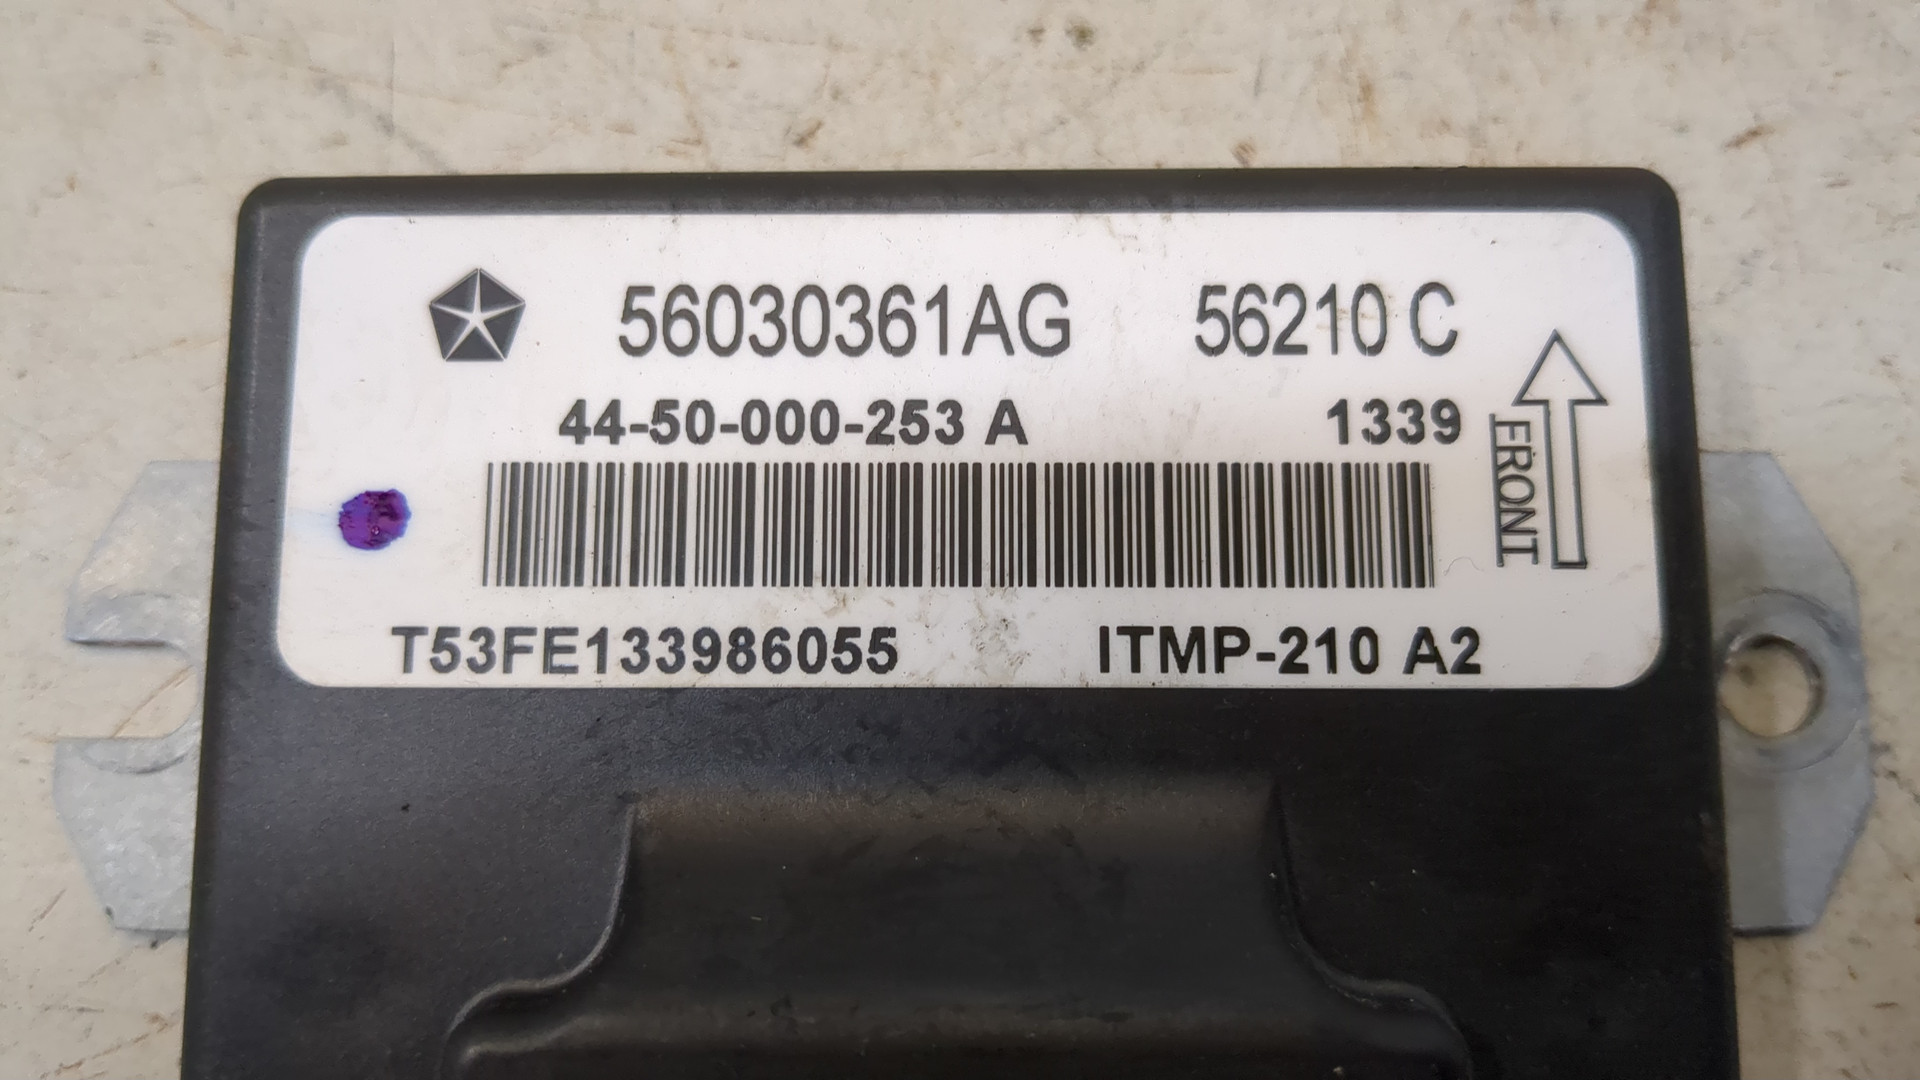 56030361AG 56210 C
44-50-000-253 A 1339
FRONT
T53FE133986055 ITMP-210 A2